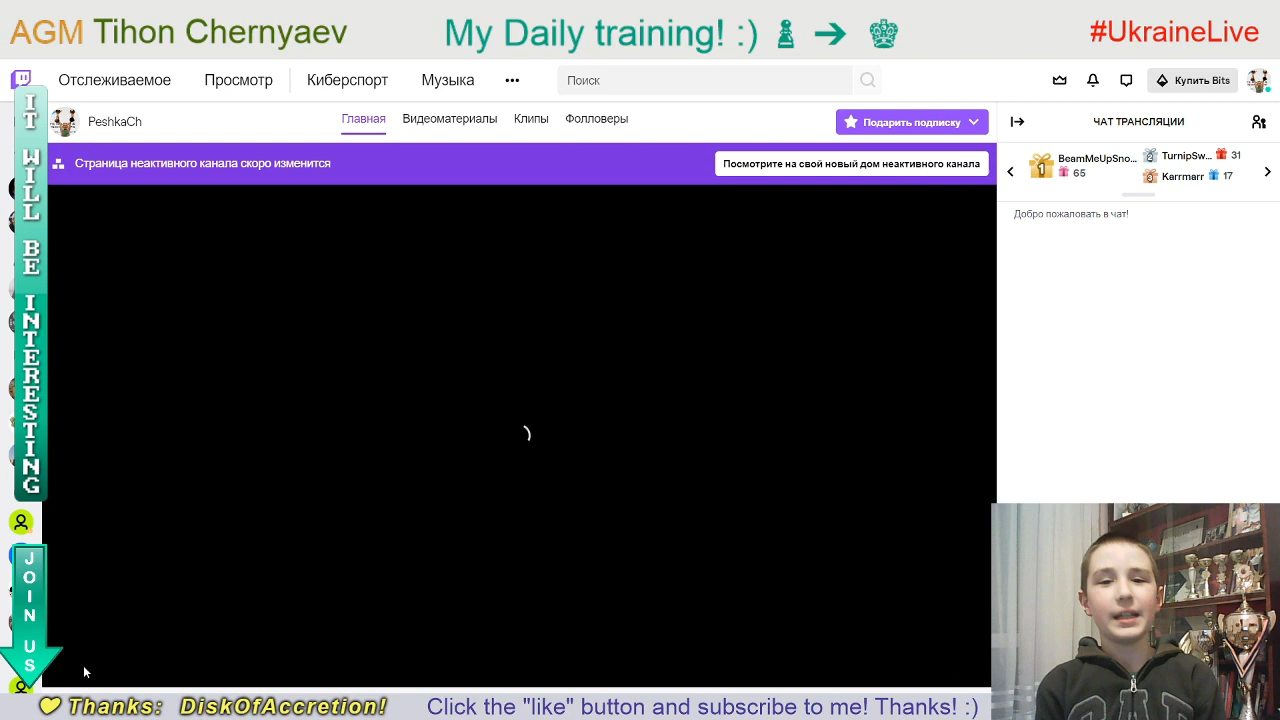 AGM Tihon Chernyaev
My Daily training! :)
#UkraineLive
Отслеживаемое
Просмотр
Киберспорт
Музыка
Поиск
Купить Bits
PeshkaCh
Главная
Видеоматериалы
Клипы
Фолловеры
Подарить подписку
ЧАТ ТРАНСЛЯЦИИ
Страница неактивного канала скоро изменится
Посмотрите на свой новый дом неактивного канала
1
BeamMeUpSno...
65
2
TurnipSw...
31
3
Karrmarr
17
Добро пожаловать в чат!
IT WILL BE INTERESTING
JOIN US
Thanks: DiskOfAccretion!
Click the "like" button and subscribe to me! Thanks! :)